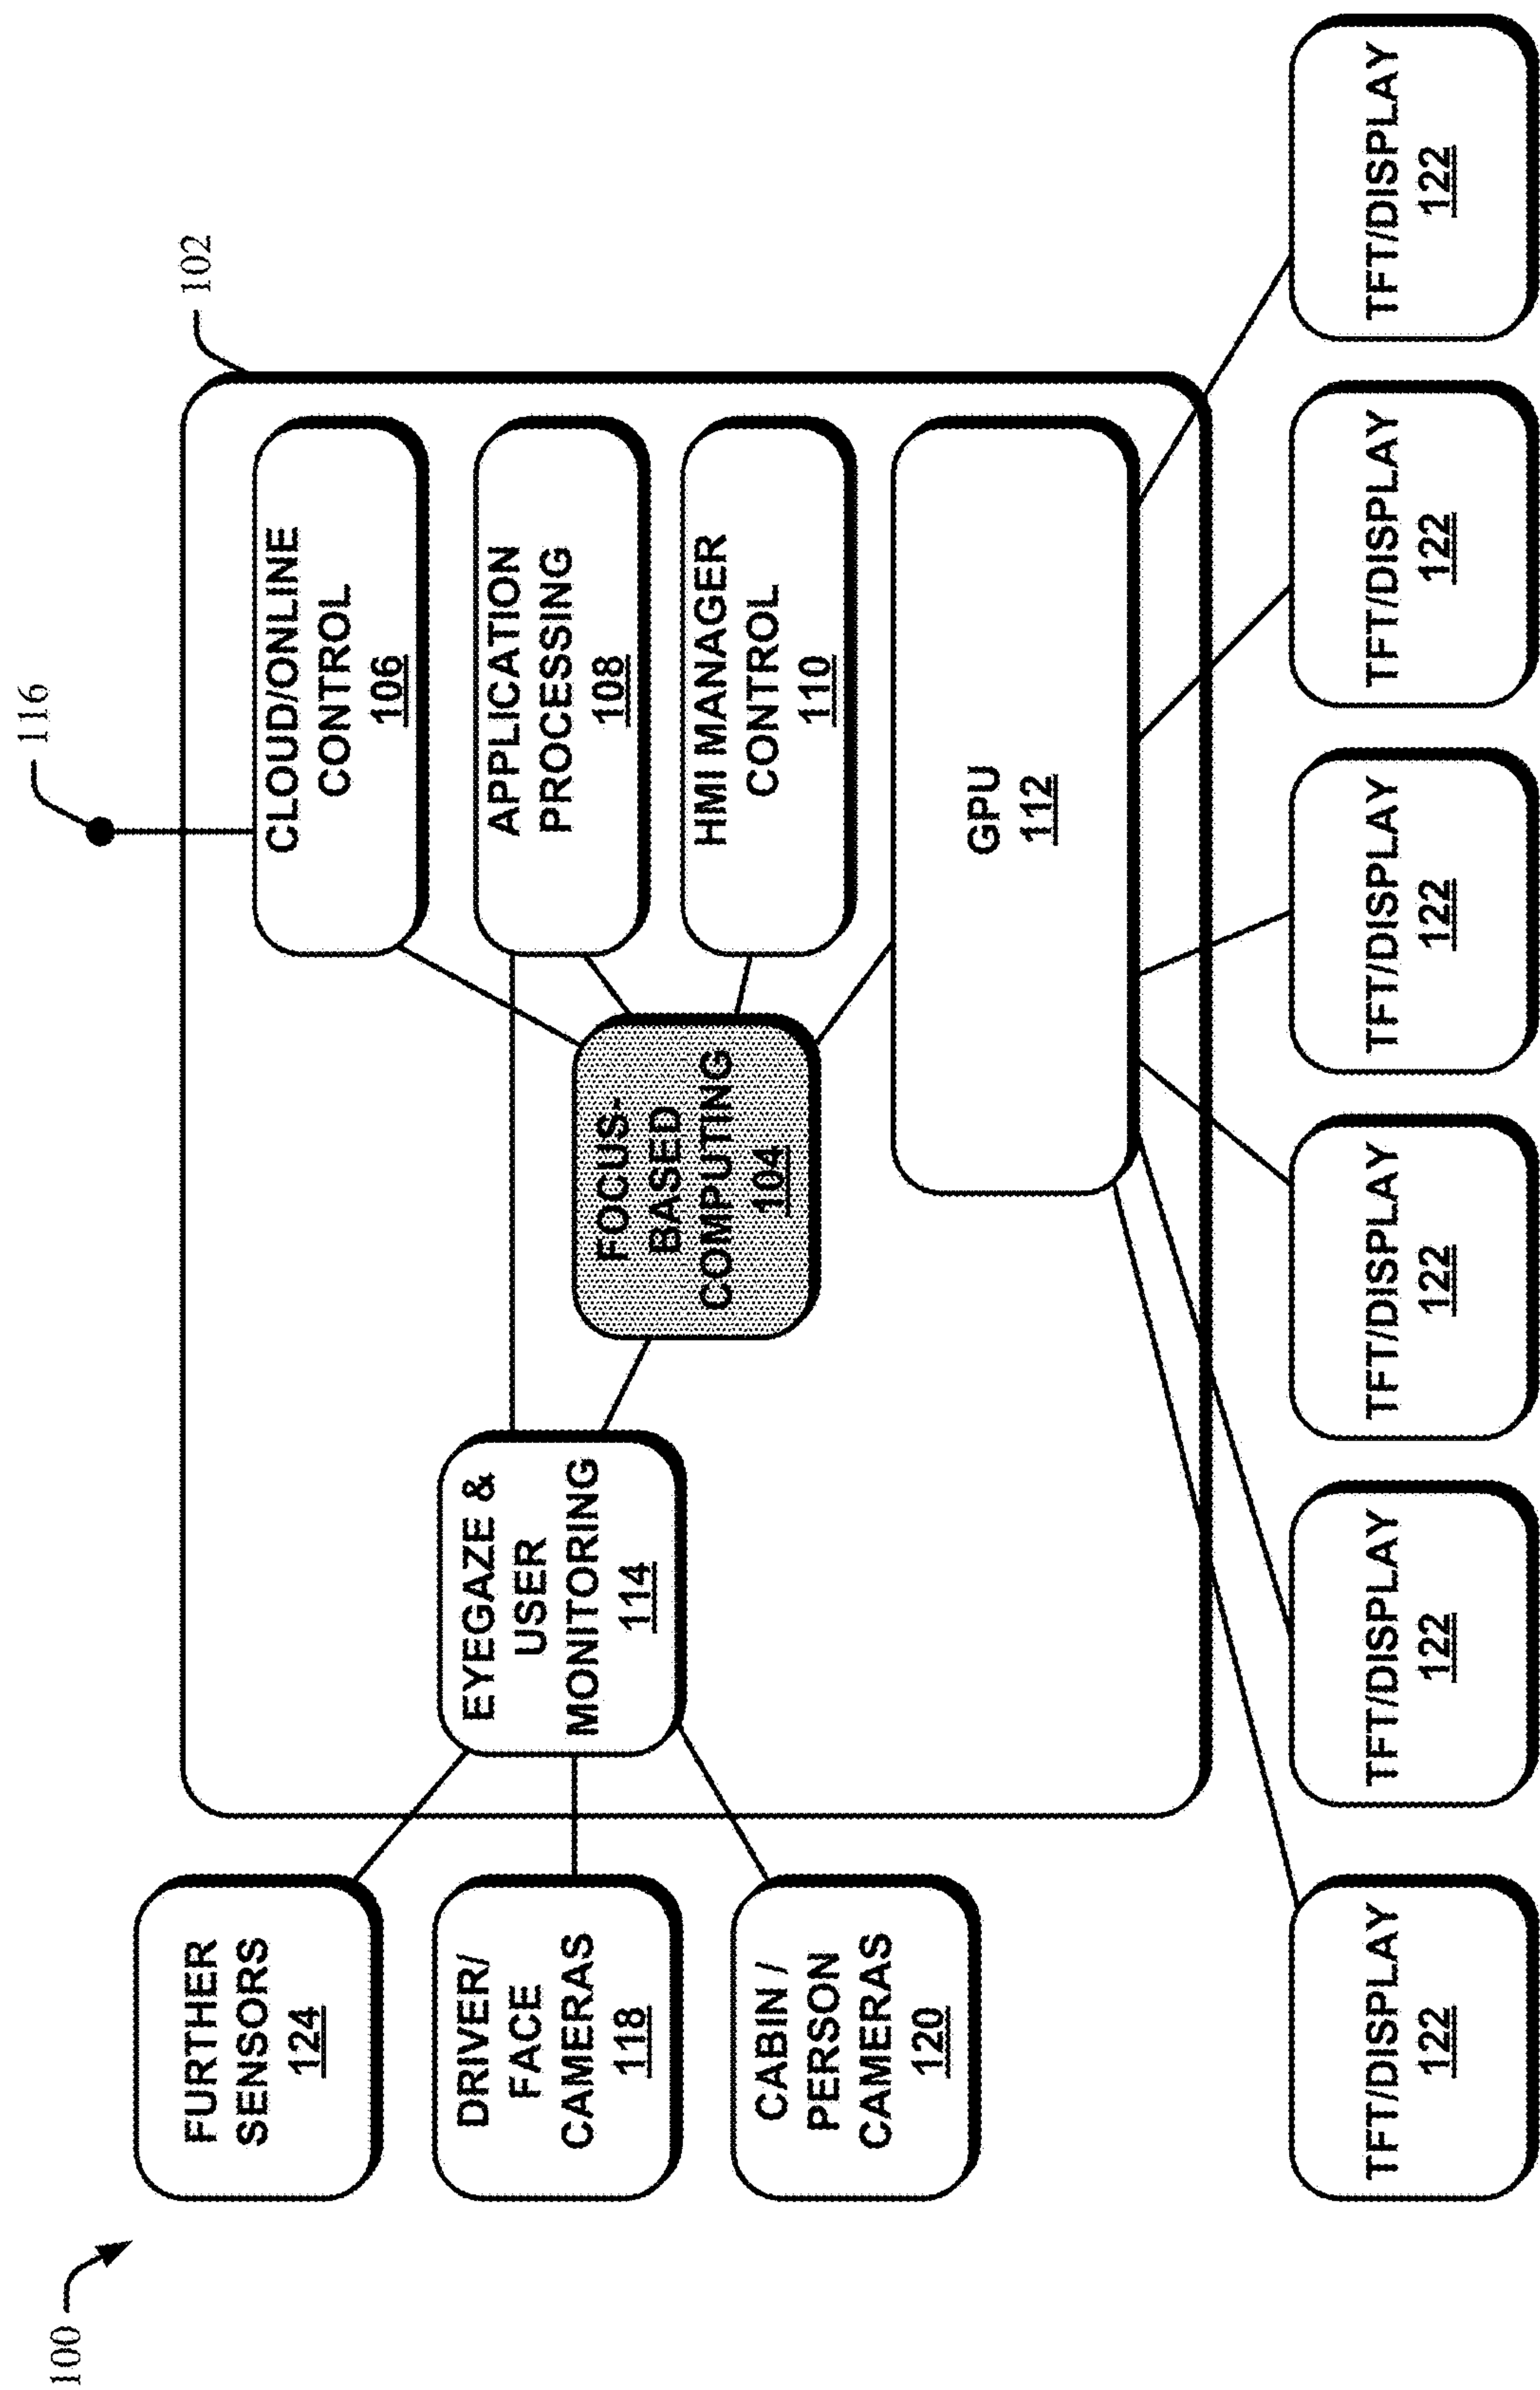 100
116
102
FURTHER
SENSORS
124
DRIVER/
FACE
CAMERAS
118
CABIN /
PERSON
CAMERAS
120
EYEGAZE &
USER
MONITORING
114
FOCUS-
BASED
COMPUTING
104
CLOUD/ONLINE
CONTROL
106
APPLICATION
PROCESSING
108
HMI MANAGER
CONTROL
110
GPU
112
TFT/DISPLAY
122
TFT/DISPLAY
122
TFT/DISPLAY
122
TFT/DISPLAY
122
TFT/DISPLAY
122
TFT/DISPLAY
122